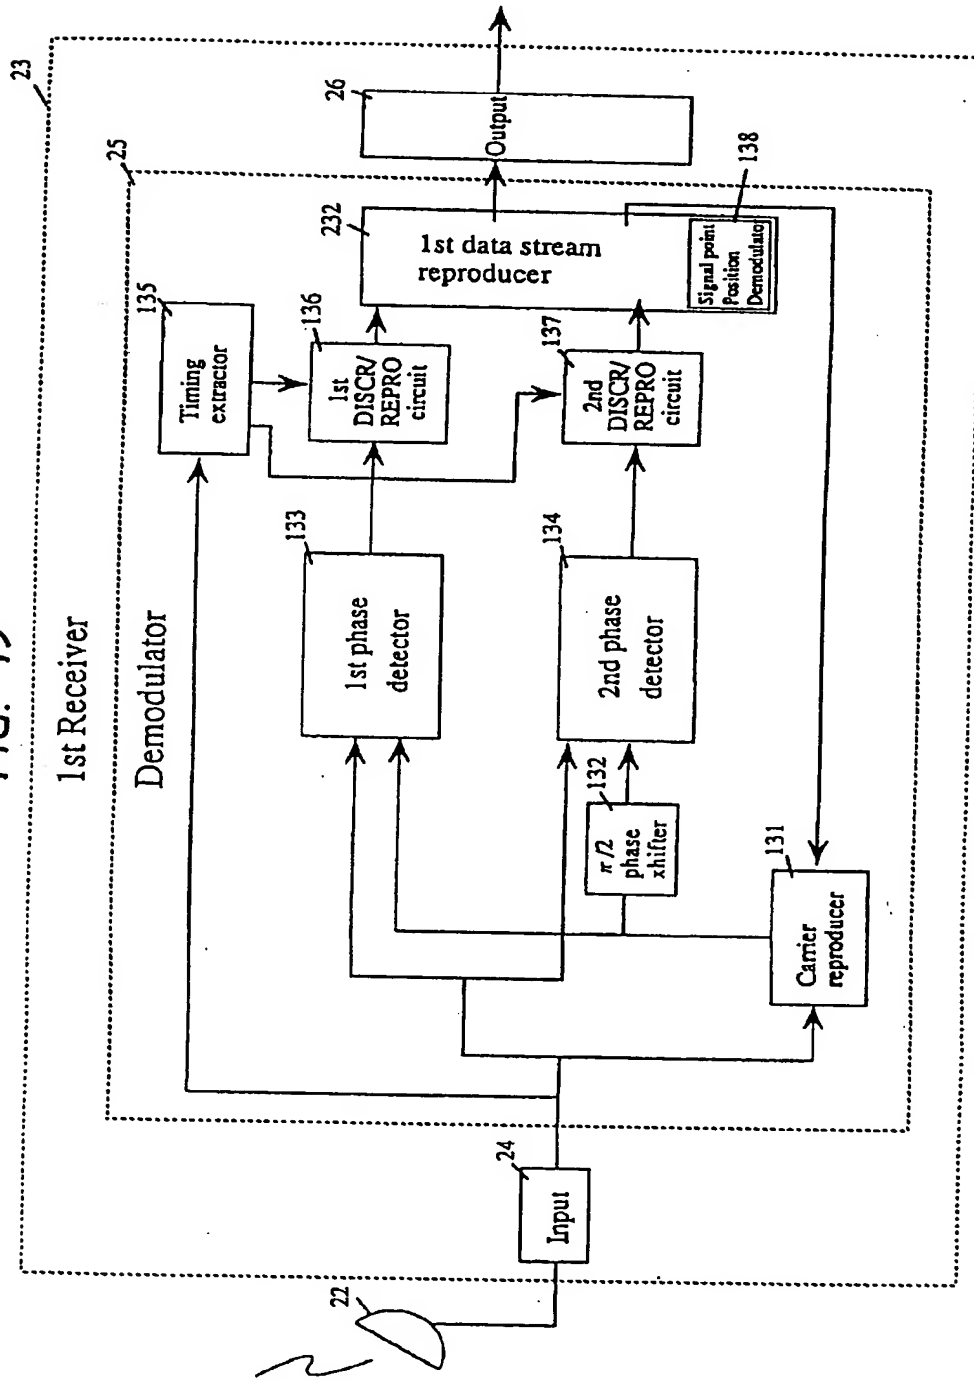 1st Receiver
23
Demodulator
25
22
Input
24
Timing
extractor
135
1st phase
detector
133
1st
DISCR/
REPRO
circuit
136
2nd phase
detector
134
2nd
DISCR/
REPRO
circuit
137
π/2
phase
xhifter
132
Carrier
reproducer
131
1st data stream
reproducer
232
Signal point
Position
Demodulator
138
Output
26